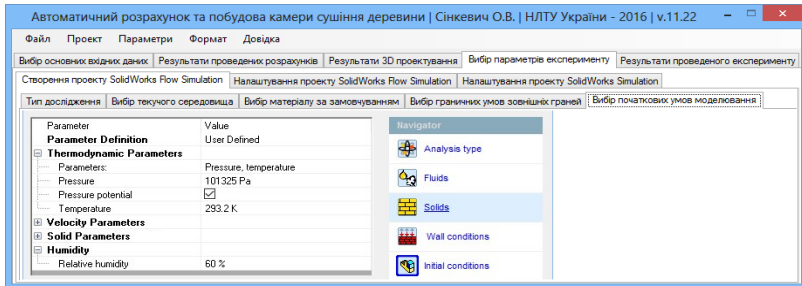 Автоматичний розрахунок та побудова камери сушіння деревини | Сінкевич О.В. | НЛТУ України - 2016 | v.11.22
Файл Проект Параметри Формат Довідка
Вибір основних вхідних даних Результати проведених розрахунків Результати 3D проектування Вибір параметрів експерименту Результати проведеного експерименту
Створення проекту SolidWorks Flow Simulation Налаштування проекту SolidWorks Flow Simulation Налаштування проекту SolidWorks Simulation
Тип дослідження Вибір текучого середовища Вибір матеріалу за замовчуванням Вибір граничних умов зовнішніх граней Вибір початкових умов моделювання
Parameter Value
Parameter Definition User Defined
Thermodynamic Parameters
Parameters: Pressure, temperature
Pressure 101325 Pa
Pressure potential
Temperature 293.2 K
Velocity Parameters
Solid Parameters
Humidity
Relative humidity 60 %
Navigator
Analysis type
Fluids
Solids
Wall conditions
Initial conditions